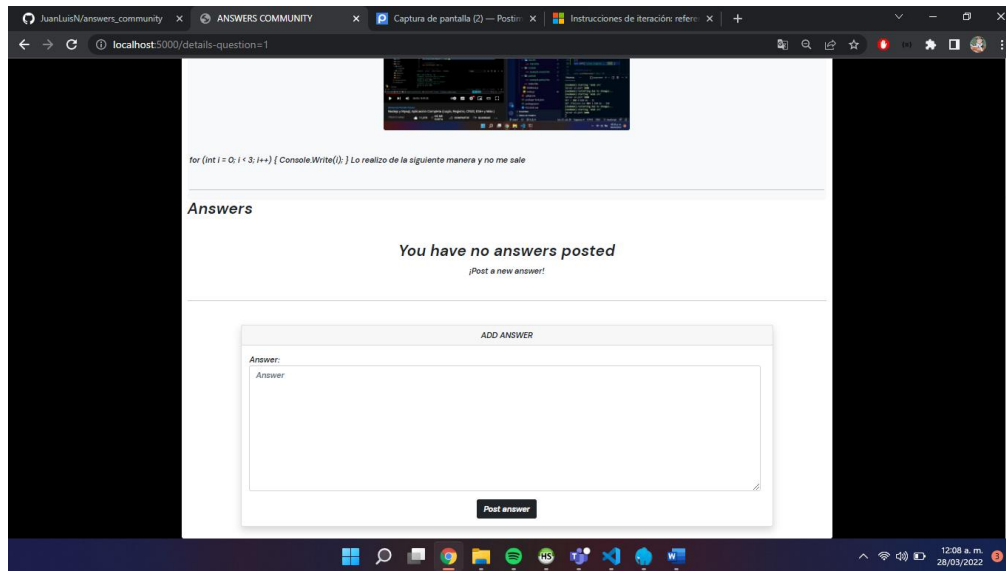 JuanLuisN/answers_community
ANSWERS COMMUNITY
Captura de pantalla (2) — Postim
Instrucciones de iteración: refere
localhost:5000/details-question=1
for (int i = 0; i < 3; i++) { Console.Write(i); } Lo realizo de la siguiente manera y no me sale
Answers
You have no answers posted
¡Post a new answer!
ADD ANSWER
Answer:
Answer
Post answer
12:08 a. m.
28/03/2022
3